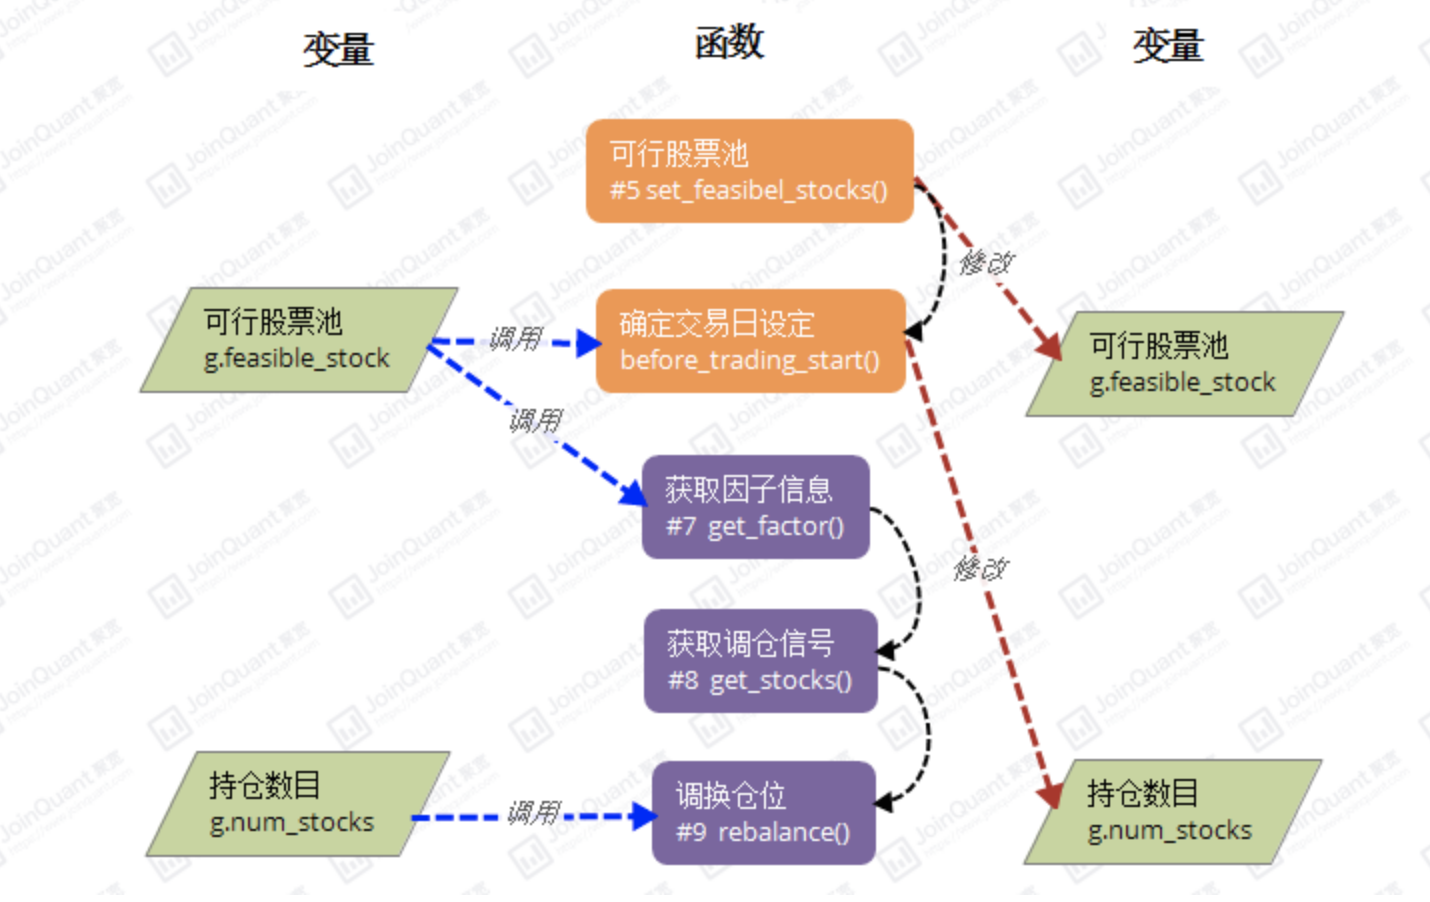 变量
函数
变量
可行股票池
#5 set_feasibel_stocks()
修改
可行股票池
g.feasible_stock
调用
确定交易日设定
before_trading_start()
可行股票池
g.feasible_stock
调用
获取因子信息
#7 get_factor()
修改
获取调仓信号
#8 get_stocks()
持仓数目
g.num_stocks
调用
调换仓位
#9 rebalance()
持仓数目
g.num_stocks
JoinQuant 聚宽